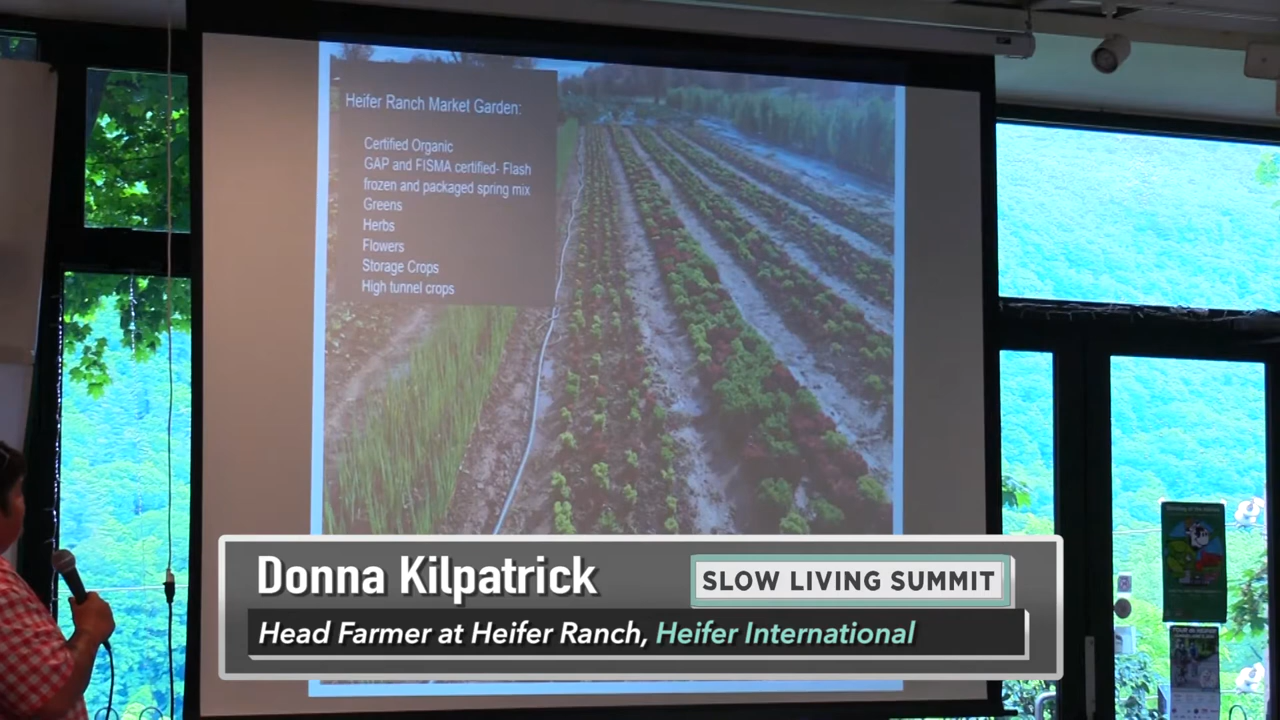 Heifer Ranch Market Garden:
Certified Organic
GAP and FISMA certified- Flash
frozen and packaged spring mix
Greens
Herbs
Flowers
Storage Crops
High tunnel crops
Donna Kilpatrick
SLOW LIVING SUMMIT
Head Farmer at Heifer Ranch, Heifer International